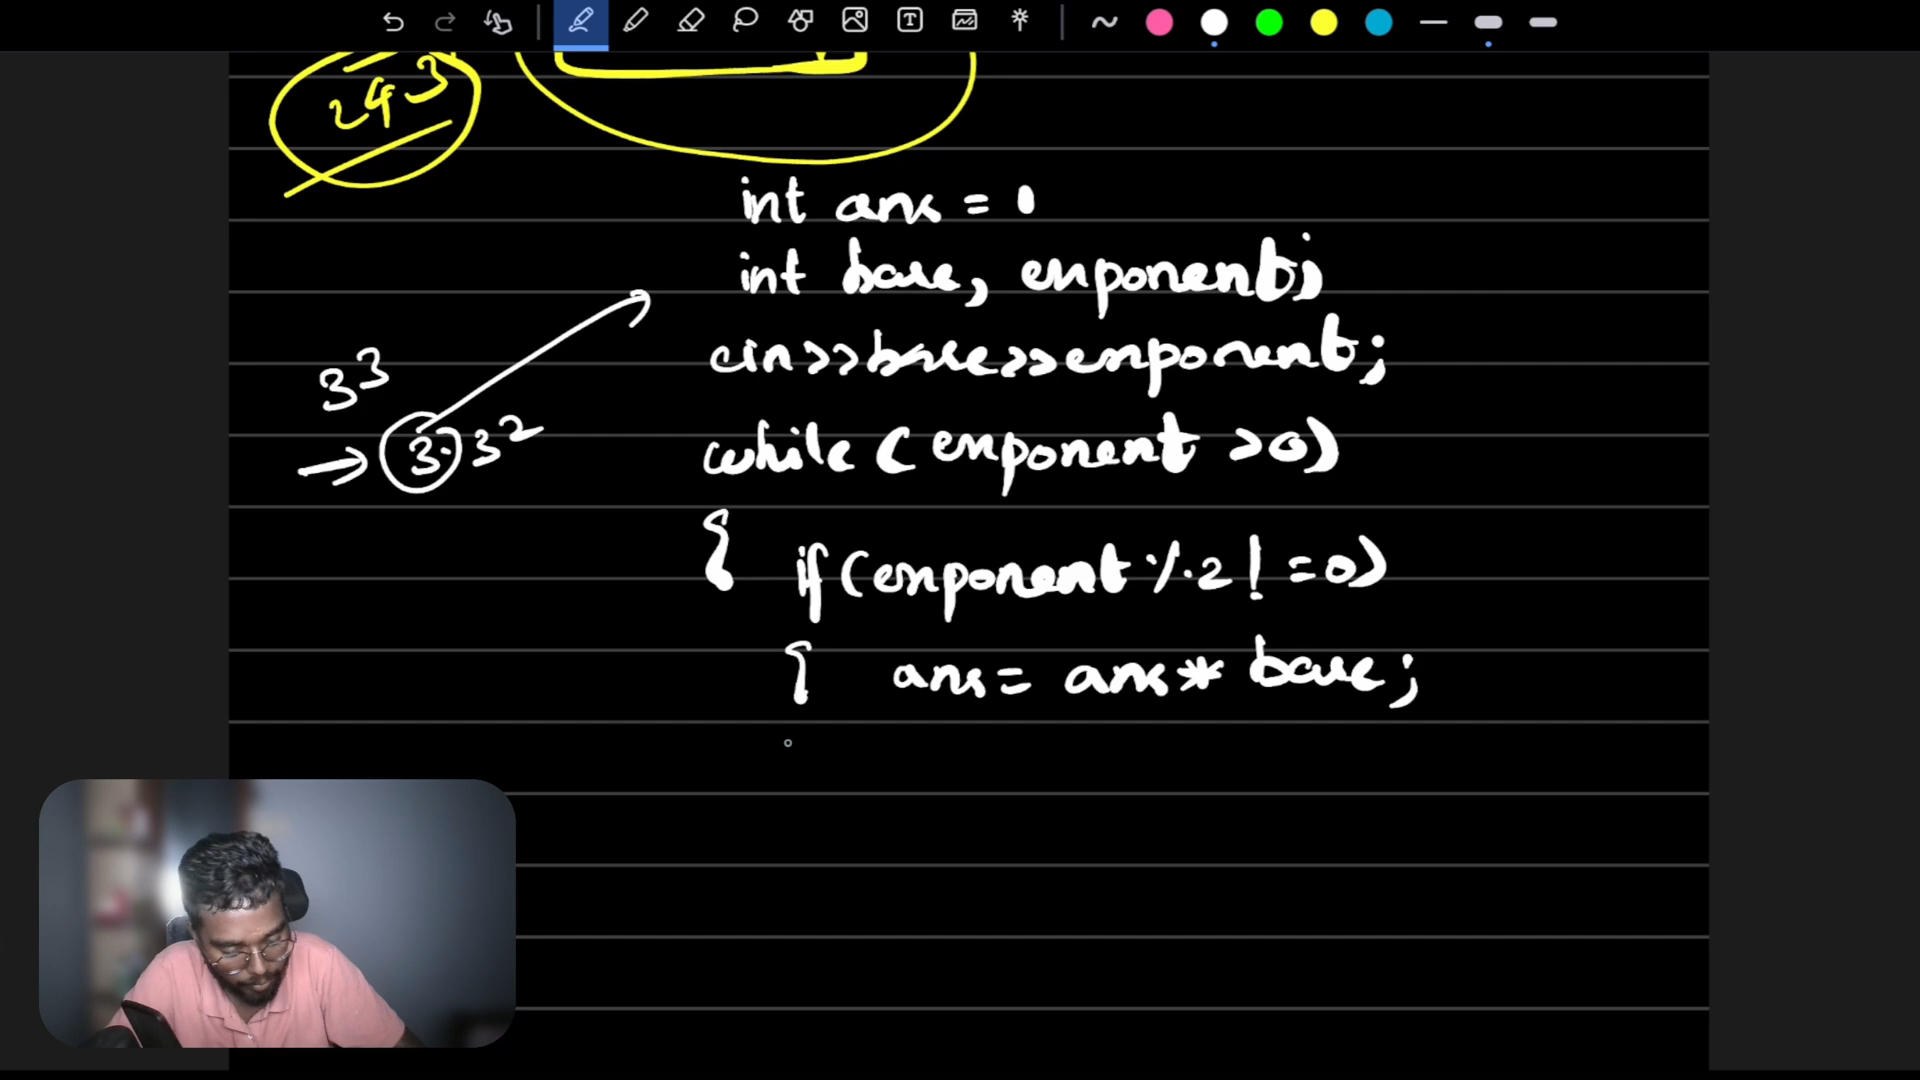 243
int ans = 0
int base, exponent;
cin>>base>>exponent;
3³
→ 3·3²
while (exponent >0)
{ if(exponent % 2 ! =0)
{ ans= ans* base;